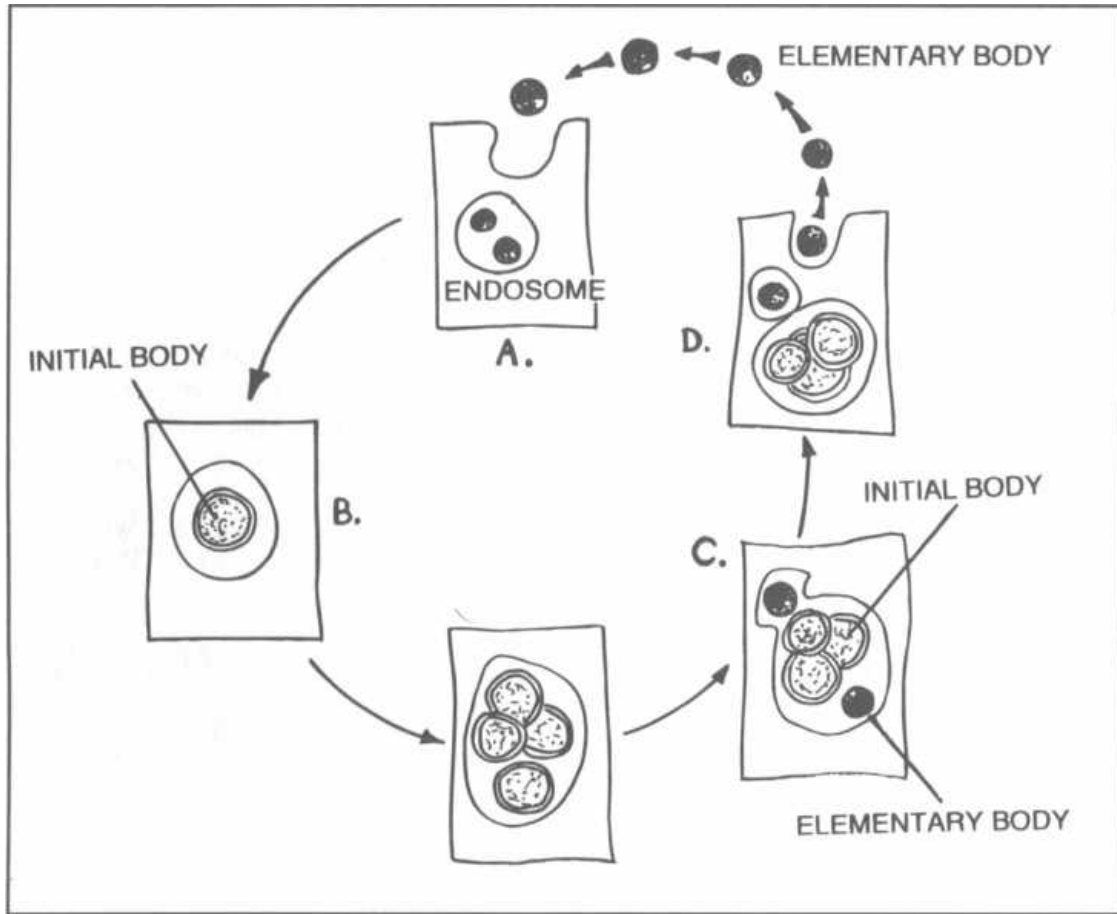 ELEMENTARY BODY
ENDOSOME
A.
D.
INITIAL BODY
B.
INITIAL BODY
C.
ELEMENTARY BODY